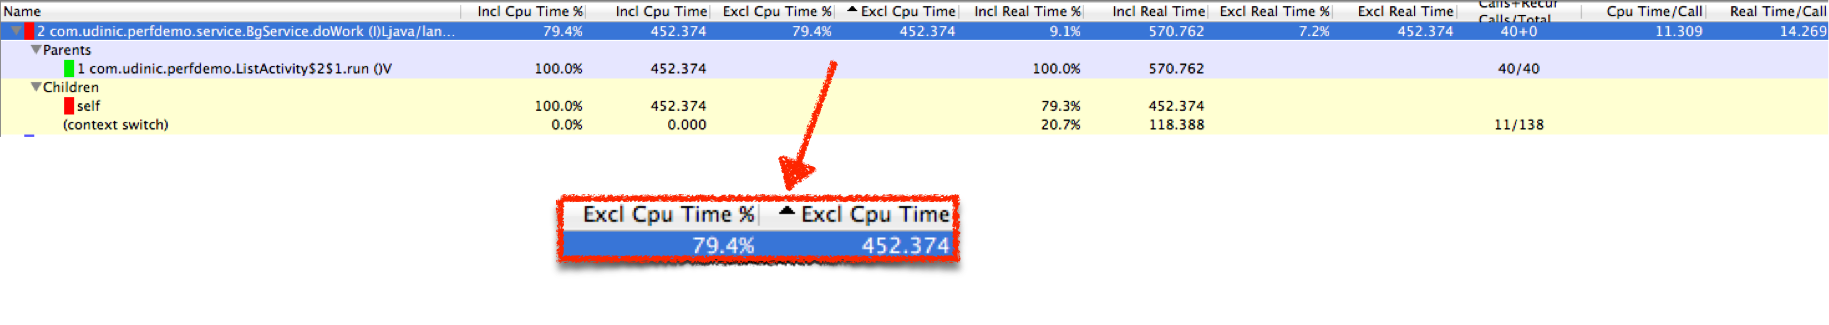 Name Incl Cpu Time % Incl Cpu Time Excl Cpu Time % Excl Cpu Time Incl Real Time % Incl Real Time Excl Real Time % Excl Real Time Calls+Recur Calls/Total Cpu Time/Call Real Time/Call
2 com.udinic.perfdemo.service.BgService.doWork (I)Ljava/lan... 79.4% 452.374 79.4% 452.374 9.1% 570.762 7.2% 452.374 40+0 11.309 14.269
Parents
1 com.udinic.perfdemo.ListActivity$2$1.run ()V 100.0% 452.374 100.0% 570.762 40/40
Children
self 100.0% 452.374 79.3% 452.374
(context switch) 0.0% 0.000 20.7% 118.388 11/138
Excl Cpu Time % Excl Cpu Time
79.4% 452.374